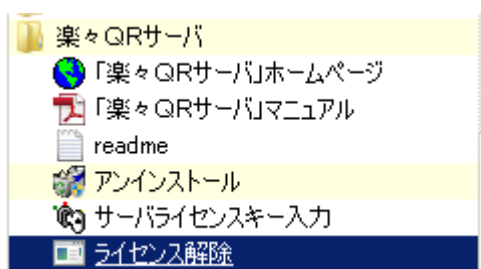 楽々QRサーバ
「楽々QRサーバ」ホームページ
「楽々QRサーバ」マニュアル
readme
アンインストール
サーバライセンスキー入力
ライセンス解除